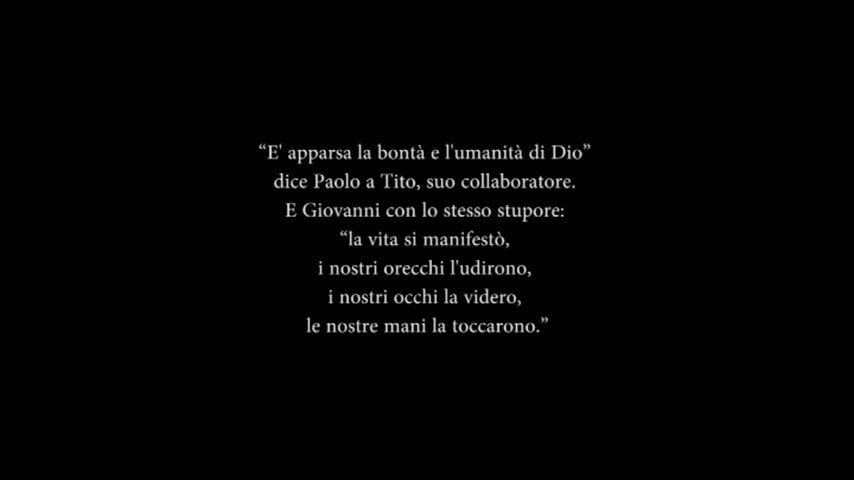 “E' apparsa la bontà e l'umanità di Dio”
dice Paolo a Tito, suo collaboratore.
E Giovanni con lo stesso stupore:
“la vita si manifestò,
i nostri orecchi l'udirono,
i nostri occhi la videro,
le nostre mani la toccarono.”